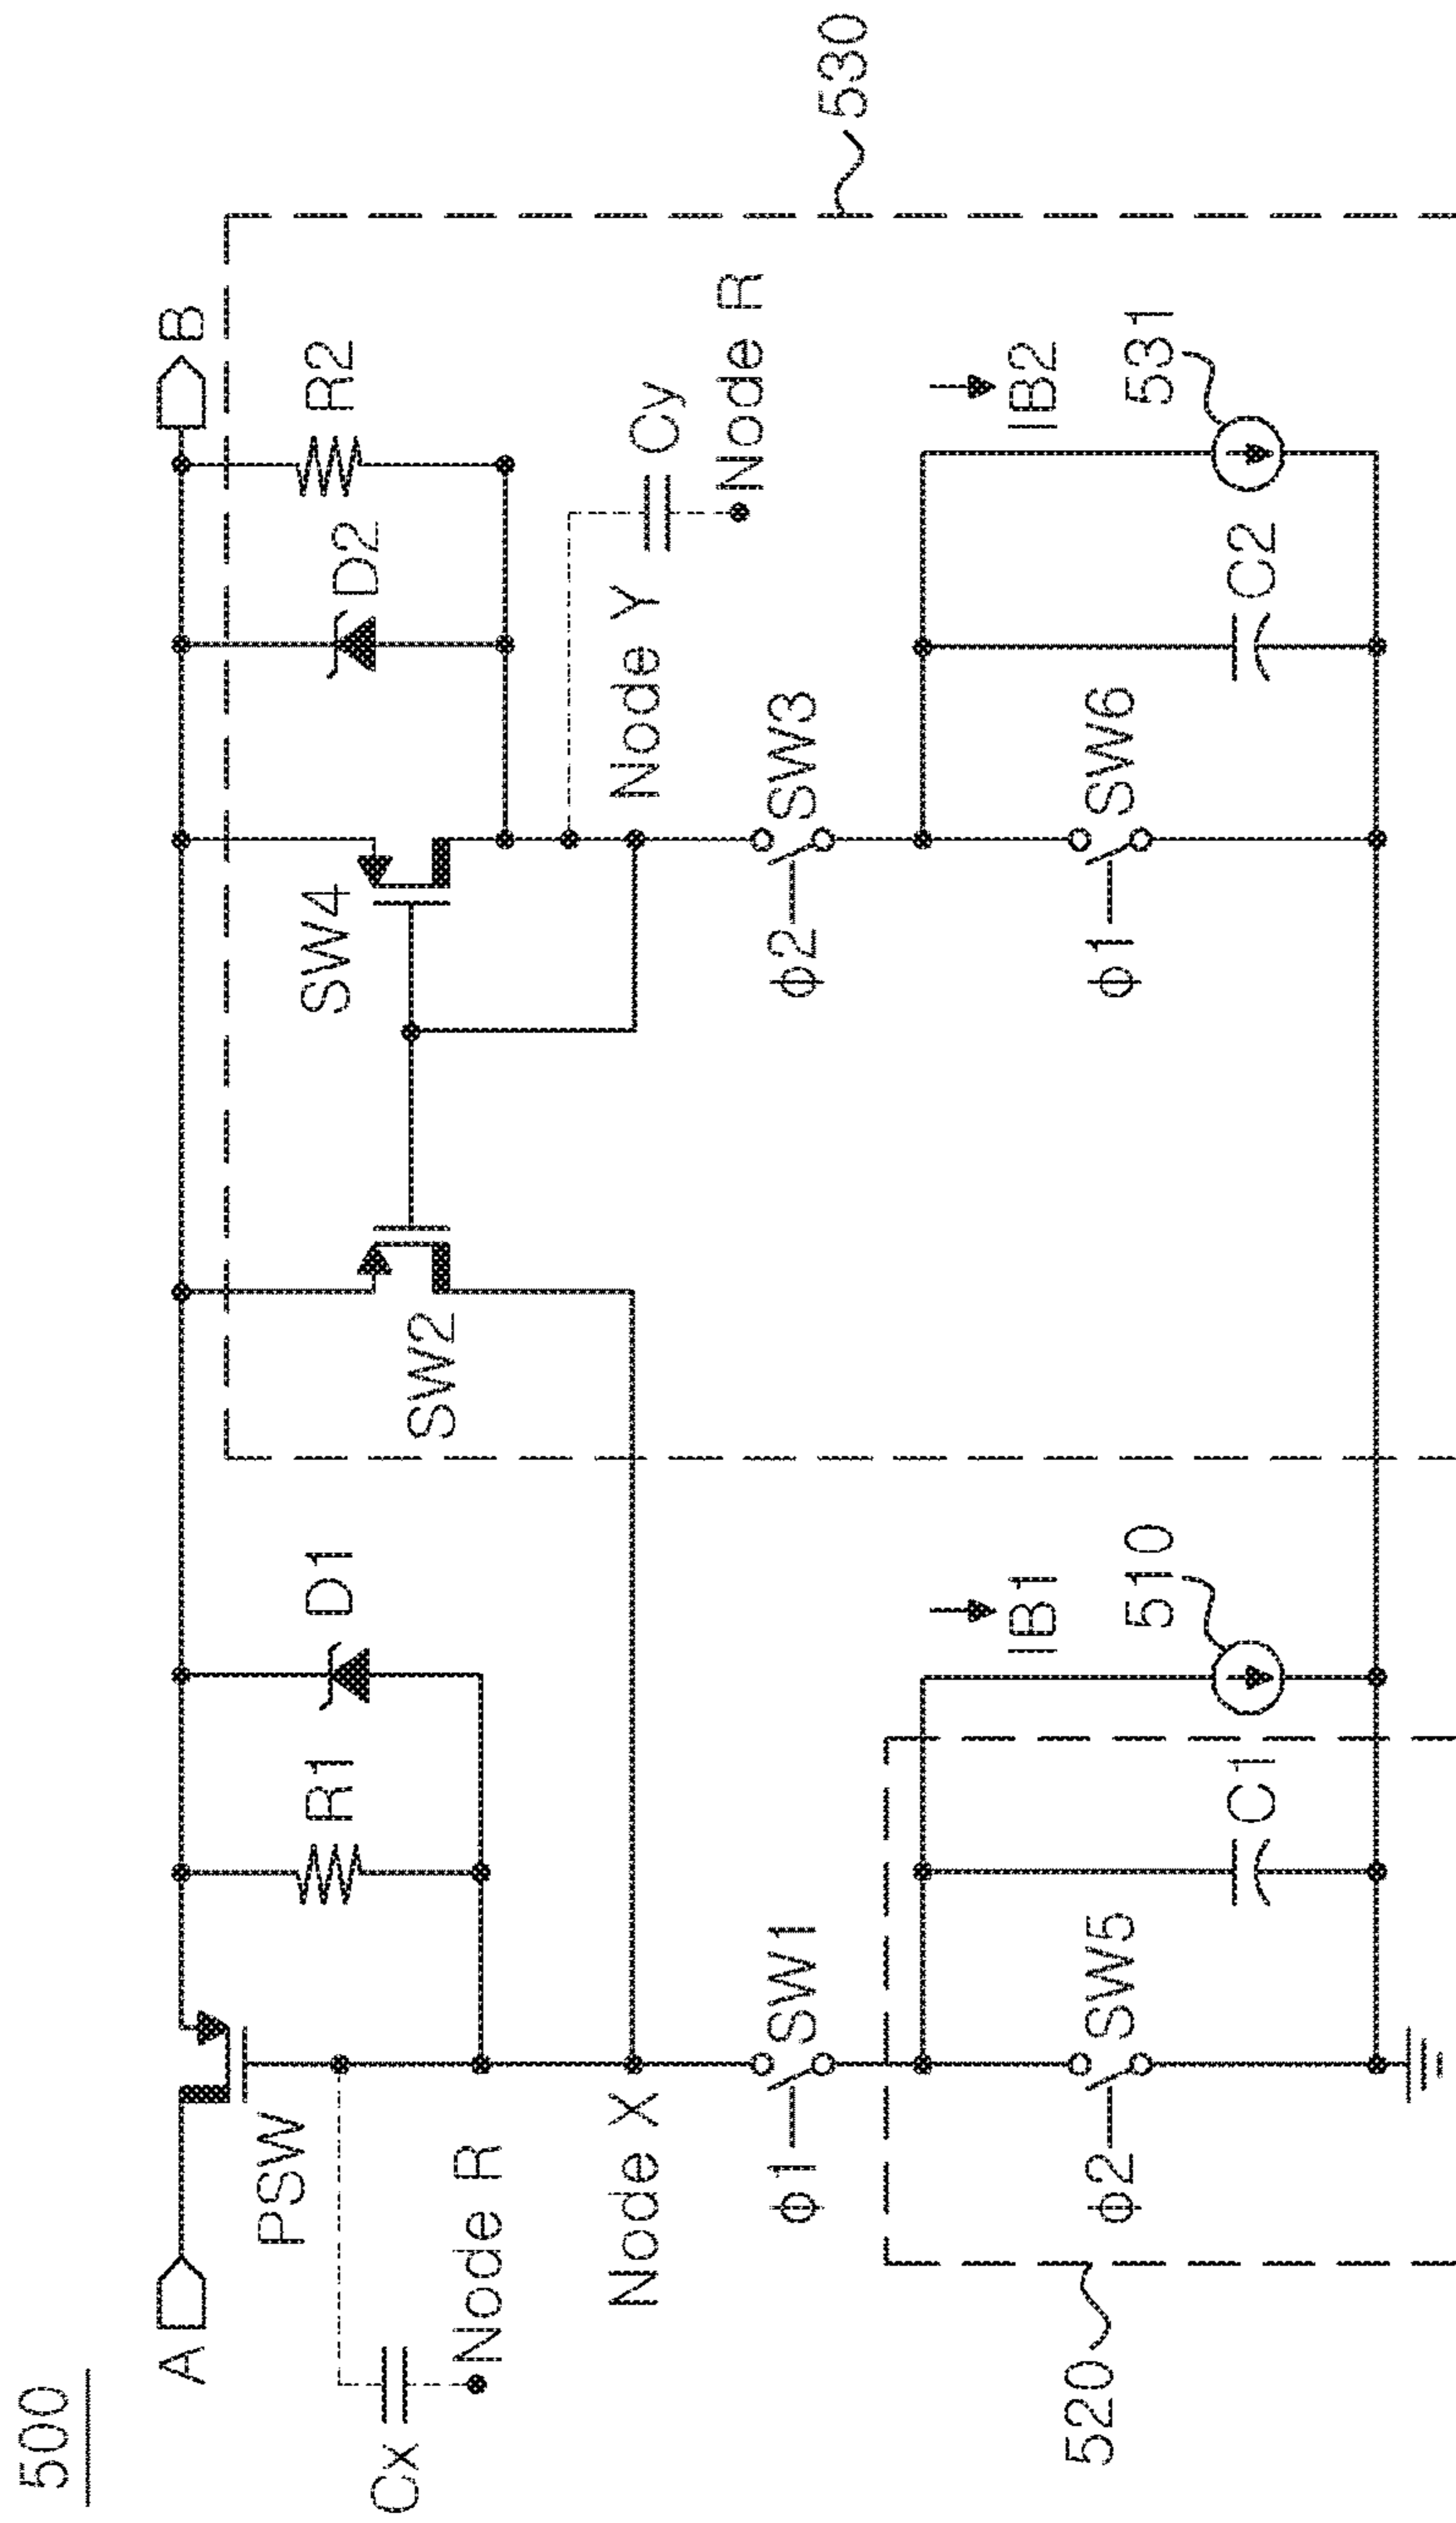 500
A
B
PSW
R1
D1
SW2
SW4
D2
R2
Cx
Node R
Node X
Node Y
Cy
Node R
530
ϕ1
SW1
ϕ2
SW3
IB1
IB2
520
ϕ2
SW5
C1
510
ϕ1
SW6
C2
531